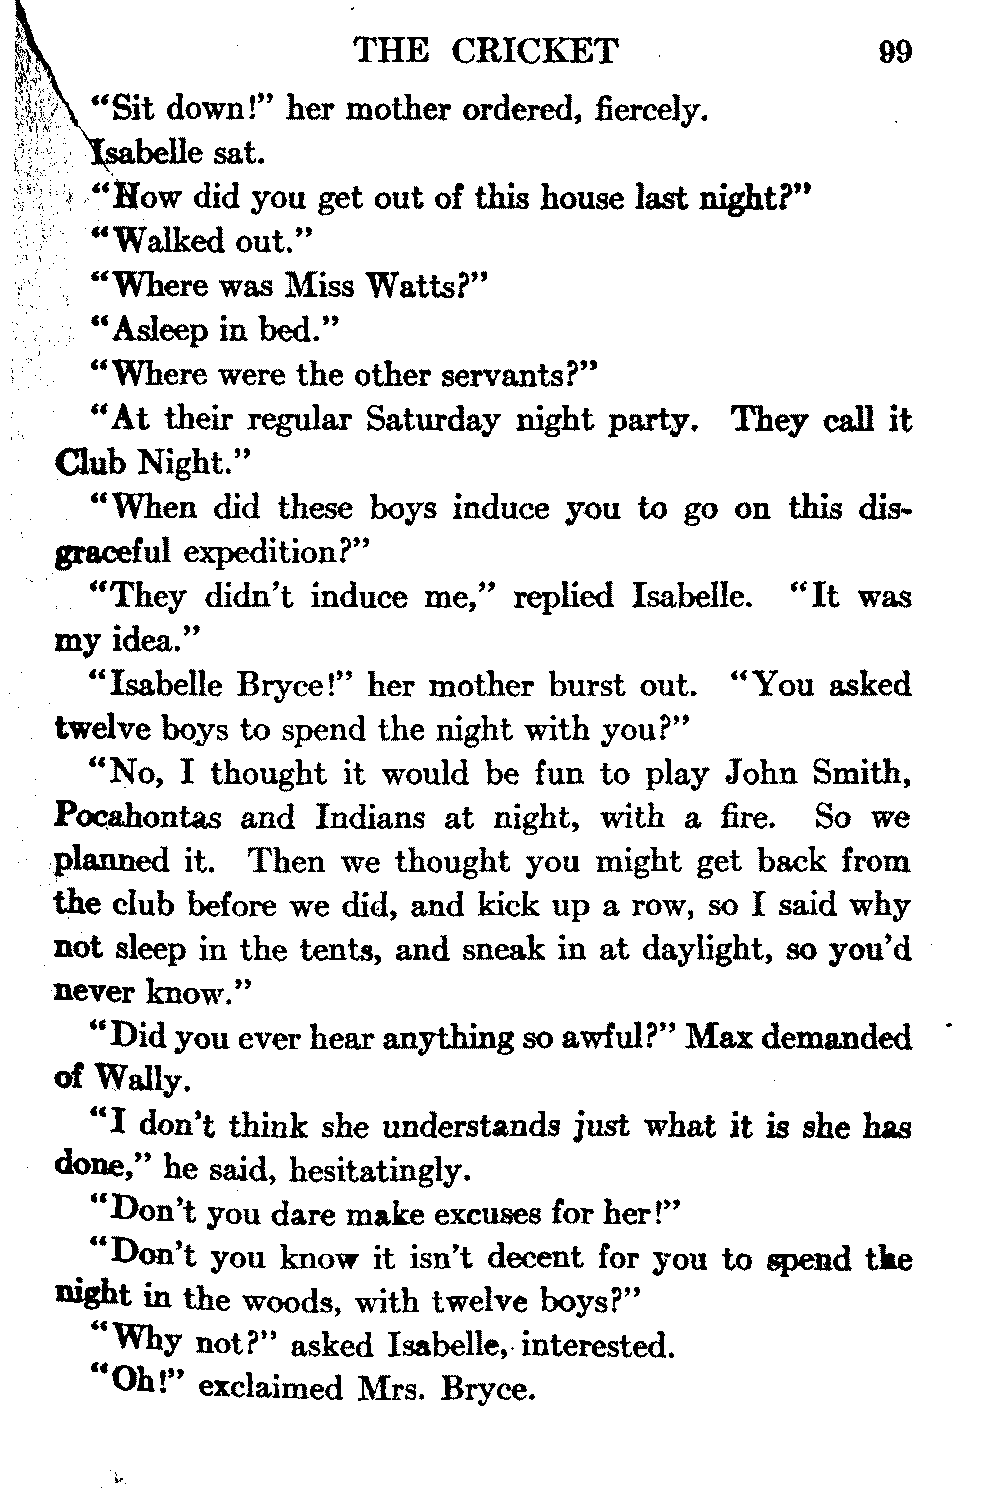 THE CRICKET 99
"Sit down!" her mother ordered, fiercely.
Isabelle sat.
"How did you get out of this house last night?"
"Walked out."
"Where was Miss Watts?"
"Asleep in bed."
"Where were the other servants?"
"At their regular Saturday night party. They call it
Club Night."
"When did these boys induce you to go on this dis-
graceful expedition?"
"They didn't induce me," replied Isabelle. "It was
my idea."
"Isabelle Bryce!" her mother burst out. "You asked
twelve boys to spend the night with you?"
"No, I thought it would be fun to play John Smith,
Pocahontas and Indians at night, with a fire. So we
planned it. Then we thought you might get back from
the club before we did, and kick up a row, so I said why
not sleep in the tents, and sneak in at daylight, so you'd
never know."
"Did you ever hear anything so awful?" Max demanded
of Wally.
"I don't think she understands just what it is she has
done," he said, hesitatingly.
"Don't you dare make excuses for her!"
"Don't you know it isn't decent for you to spend the
night in the woods, with twelve boys?"
"Why not?" asked Isabelle, interested.
"Oh!" exclaimed Mrs. Bryce.